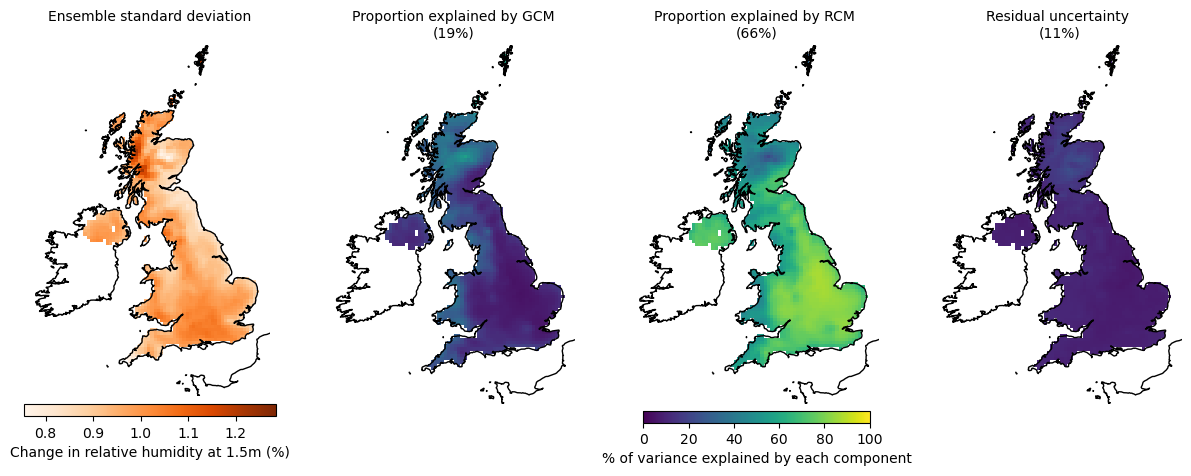 Ensemble standard deviation
Proportion explained by GCM
(19%)
Proportion explained by RCM
(66%)
Residual uncertainty
(11%)
0.8 0.9 1.0 1.1 1.2
Change in relative humidity at 1.5m (%)
0 20 40 60 80 100
% of variance explained by each component